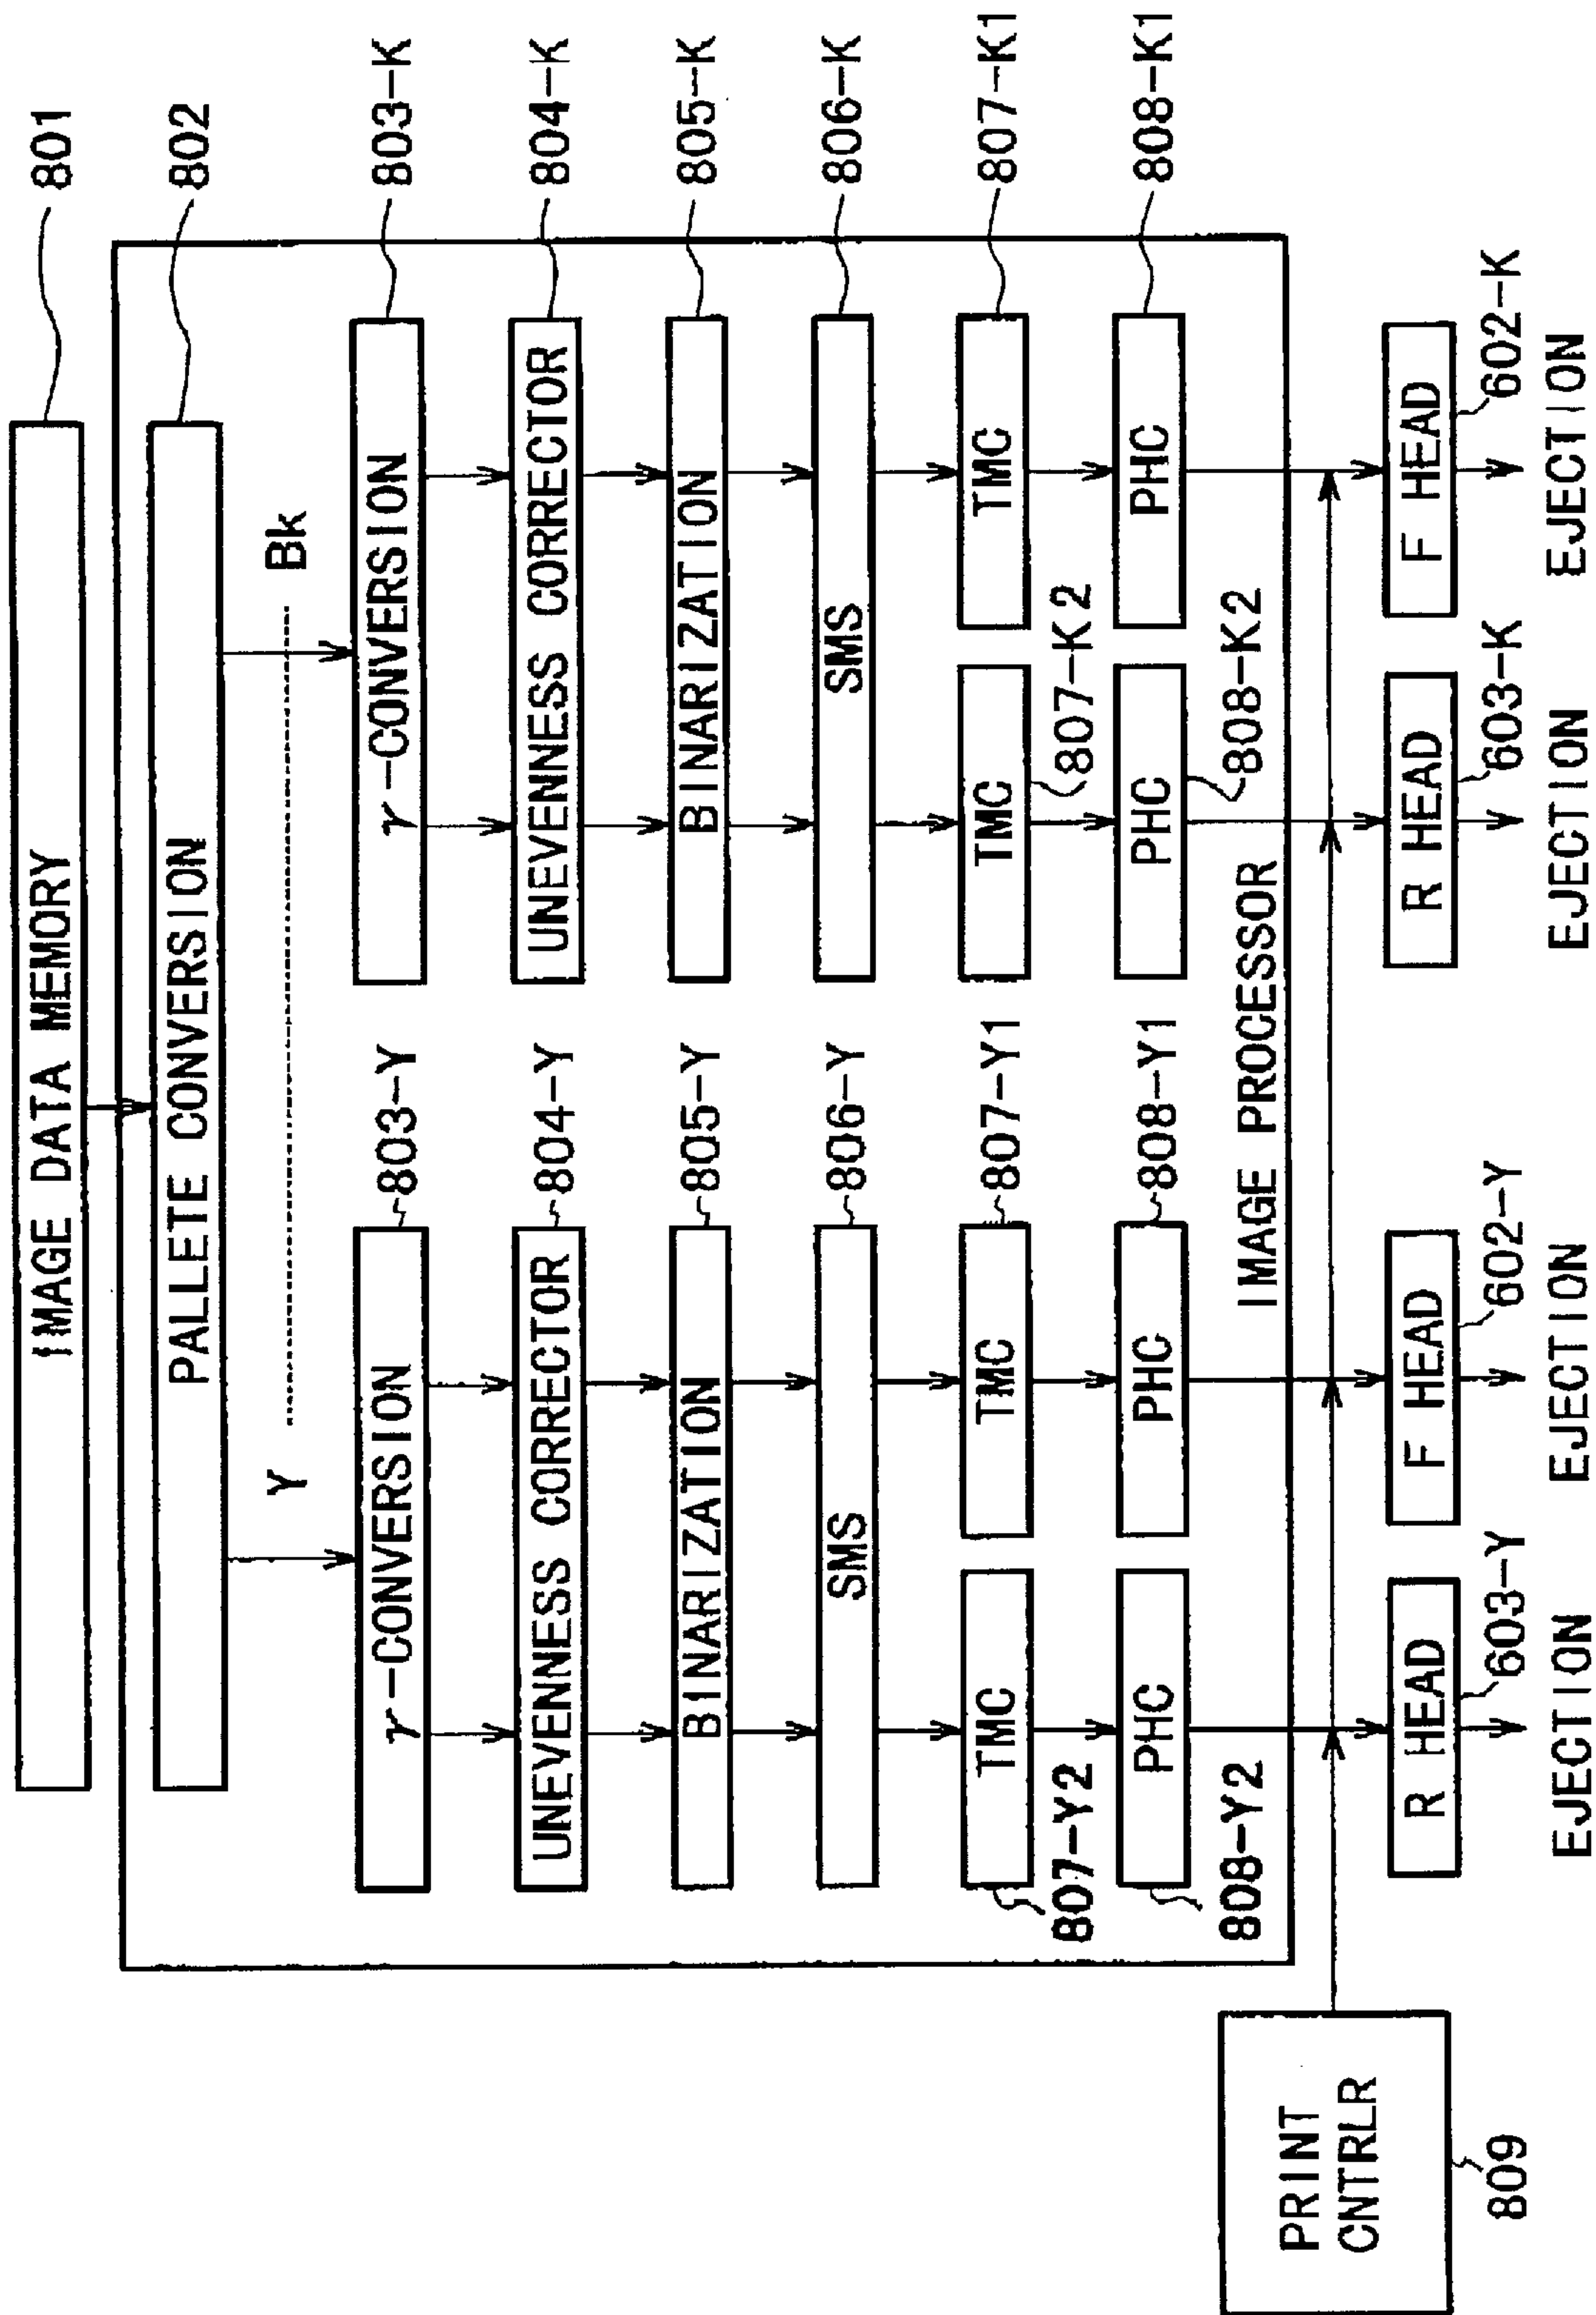 IMAGE DATA MEMORY
801
PALLETE CONVERSION
802
Y
Bk
γ-CONVERSION
803-Y
γ-CONVERSION
803-K
UNEVENNESS CORRECTOR
804-Y
UNEVENNESS CORRECTOR
804-K
BINARIZATION
805-Y
BINARIZATION
805-K
SMS
806-Y
SMS
806-K
TMC
807-Y2
TMC
807-Y1
TMC
807-K2
TMC
807-K1
PHC
808-Y2
PHC
808-Y1
PHC
808-K2
PHC
808-K1
IMAGE PROCESSOR
PRINT
CNTRLR
809
R HEAD
603-Y
F HEAD
602-Y
R HEAD
603-K
F HEAD
602-K
EJECTION
EJECTION
EJECTION
EJECTION